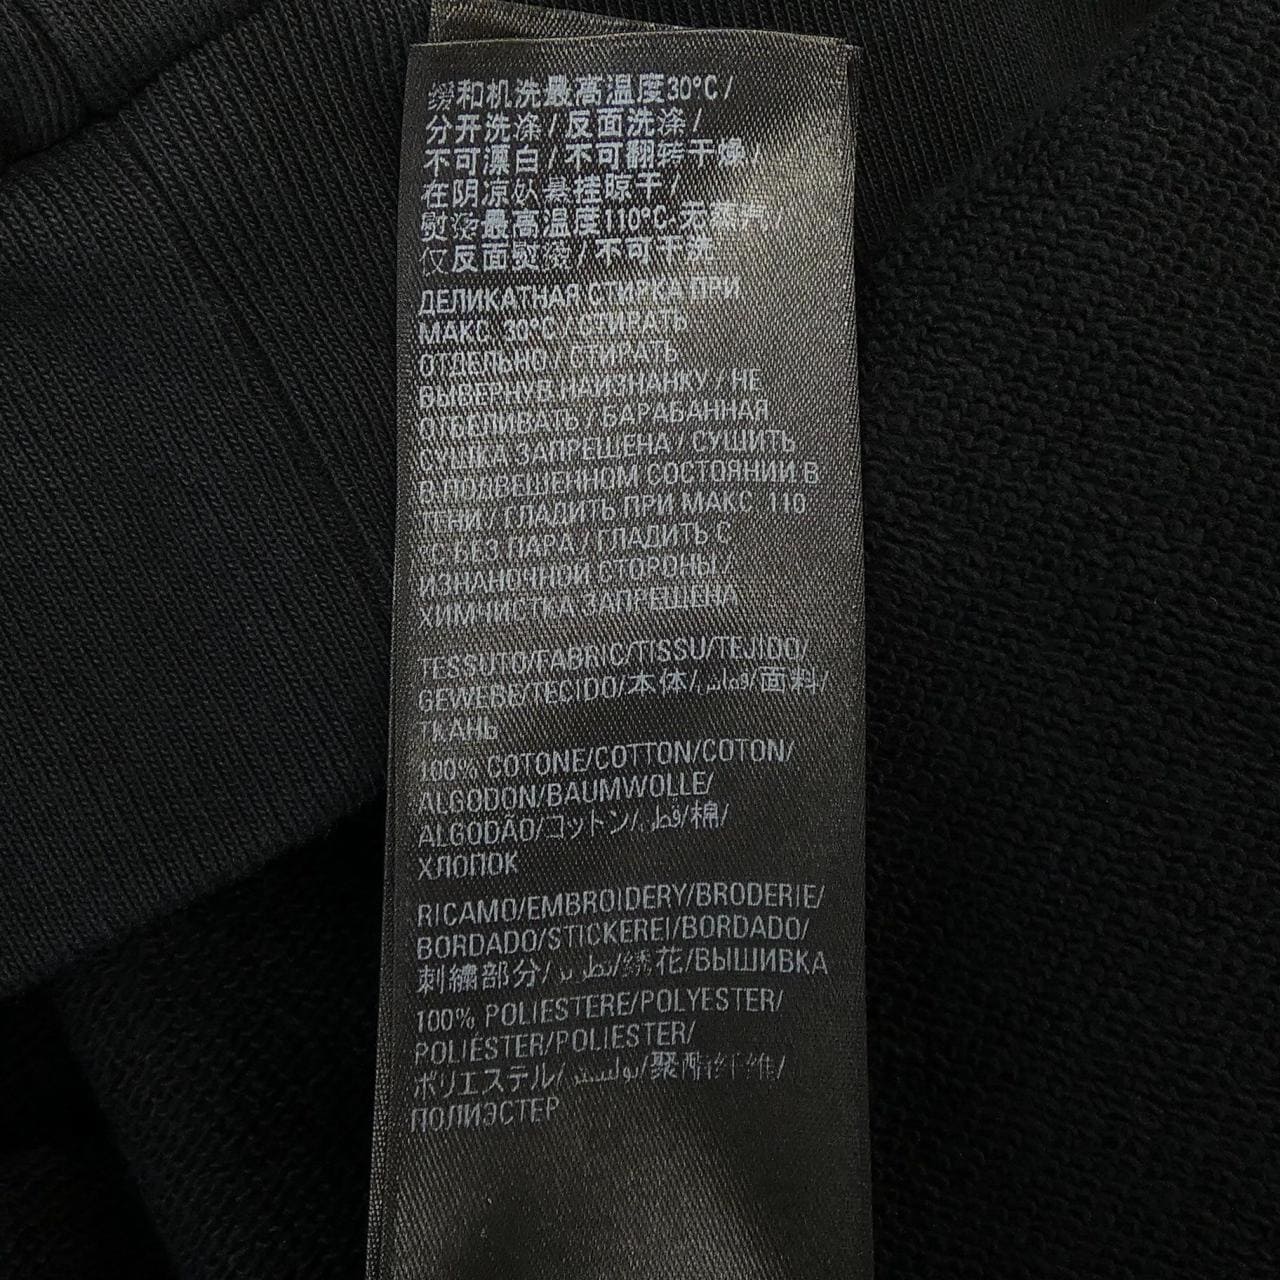 缓和机洗最高温度30°C/
分开洗涤/反面洗涤/
不可漂白/不可翻转干燥/
在阴凉处悬挂晾干/
熨烫最高温度110°C-无蒸汽/
仅反面熨烫/不可干洗
ДЕЛИКАТНАЯ СТИРКА ПРИ
МАКС. 30°C / СТИРАТЬ
ОТДЕЛЬНО / СТИРАТЬ
ВЫВЕРНУВ НАИЗНАНКУ / НЕ
ОТБЕЛИВАТЬ / БАРАБАННАЯ
СУШКА ЗАПРЕЩЕНА / СУШИТЬ
В ПОДВЕШЕННОМ СОСТОЯНИИ В
ТЕНИ / ГЛАДИТЬ ПРИ МАКС. 110
°C БЕЗ ПАРА / ГЛАДИТЬ С
ИЗНАНОЧНОЙ СТОРОНЫ /
ХИМЧИСТКА ЗАПРЕЩЕНА
TESSUTO/FABRIC/TISSU/TEJIDO/
GEWEBE/TECIDO/本体/قماش/面料/
ТКАНЬ
100% COTONE/COTTON/COTON/
ALGODON/BAUMWOLLE/
ALGODÃO/コットン/قطن/棉/
ХЛОПОК
RICAMO/EMBROIDERY/BRODERIE/
BORDADO/STICKEREI/BORDADO/
刺繍部分/تطريز/绣花/ВЫШИВКА
100% POLIESTERE/POLYESTER/
POLIESTER/POLIESTER/
ポリエステル/بوليستر/聚酯纤维/
ПОЛИЭСТЕР